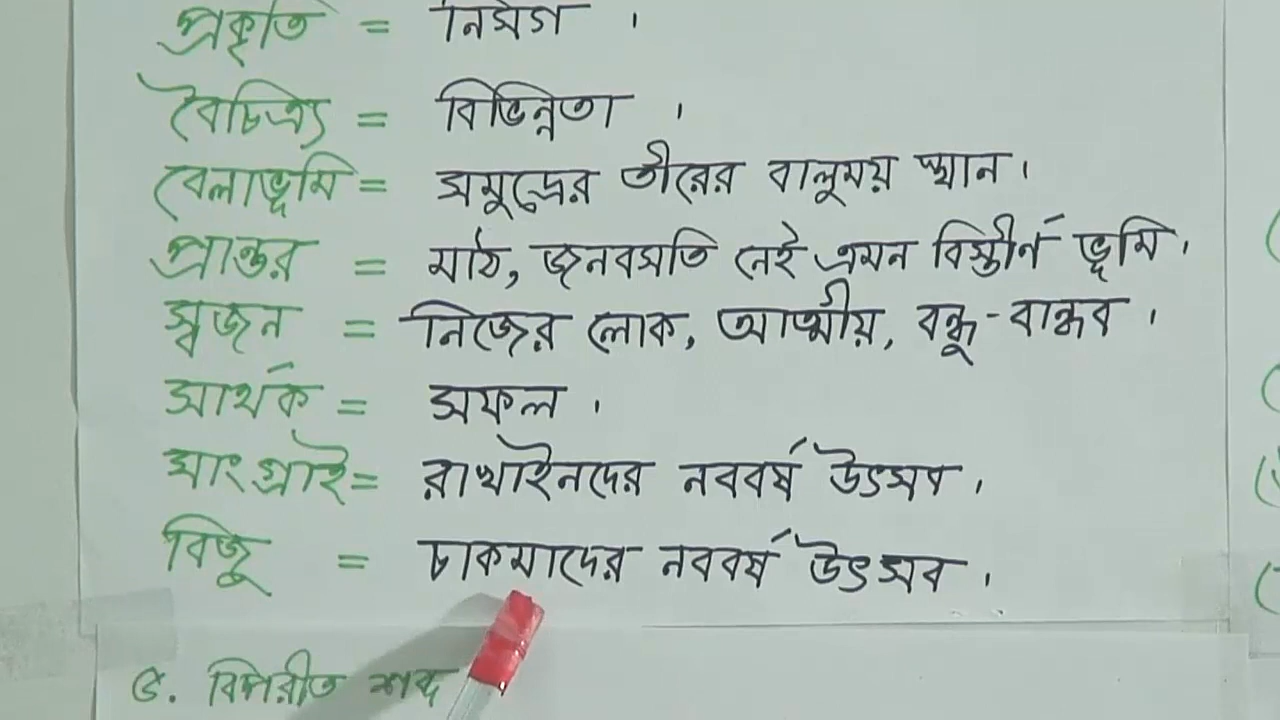 প্রকৃতি = নিসর্গ ।
বৈচিত্র্য = বিভিন্নতা ।
বেলাভূমি = সমুদ্রের তীরের বালুময় স্থান ।
প্রান্তর = মাঠ, জনবসতি নেই এমন বিস্তীর্ণ ভূমি ।
স্বজন = নিজের লোক, আত্মীয়, বন্ধু-বান্ধব ।
সার্থক = সফল ।
সাংগ্রাই = রাখাইনদের নববর্ষ উৎসব ।
বিজু = চাকমাদের নববর্ষ উৎসব ।
৫. বিপরীত শব্দ